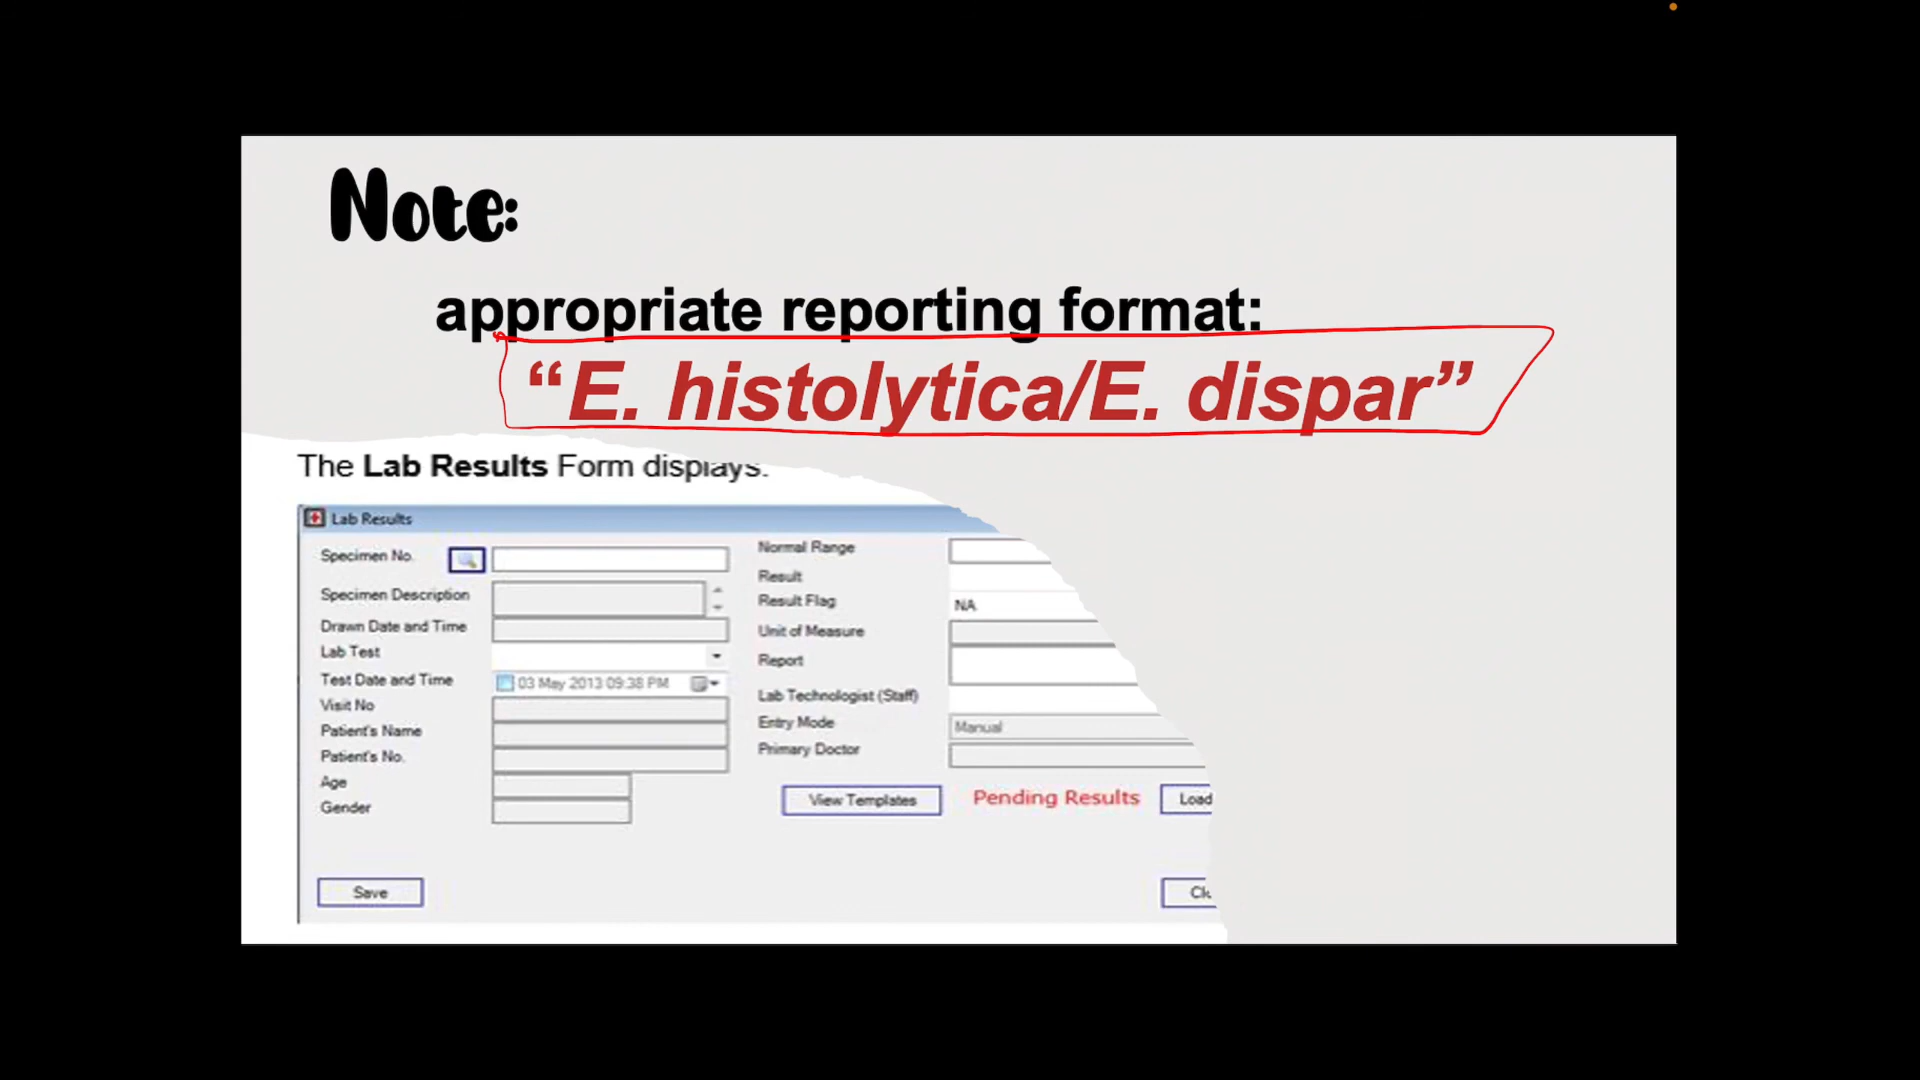 Note:
appropriate reporting format:
“E. histolytica/E. dispar”
The Lab Results Form displays:
Lab Results
Specimen No.
Specimen Description
Drawn Date and Time
Lab Test
Test Date and Time
03 May 2013 09:38 PM
Visit No
Patient's Name
Patient's No.
Age
Gender
Normal Range
Result
Result Flag
NA
Unit of Measure
Report
Lab Technologist (Staff)
Entry Mode
Manual
Primary Doctor
View Templates
Pending Results
Load
Save